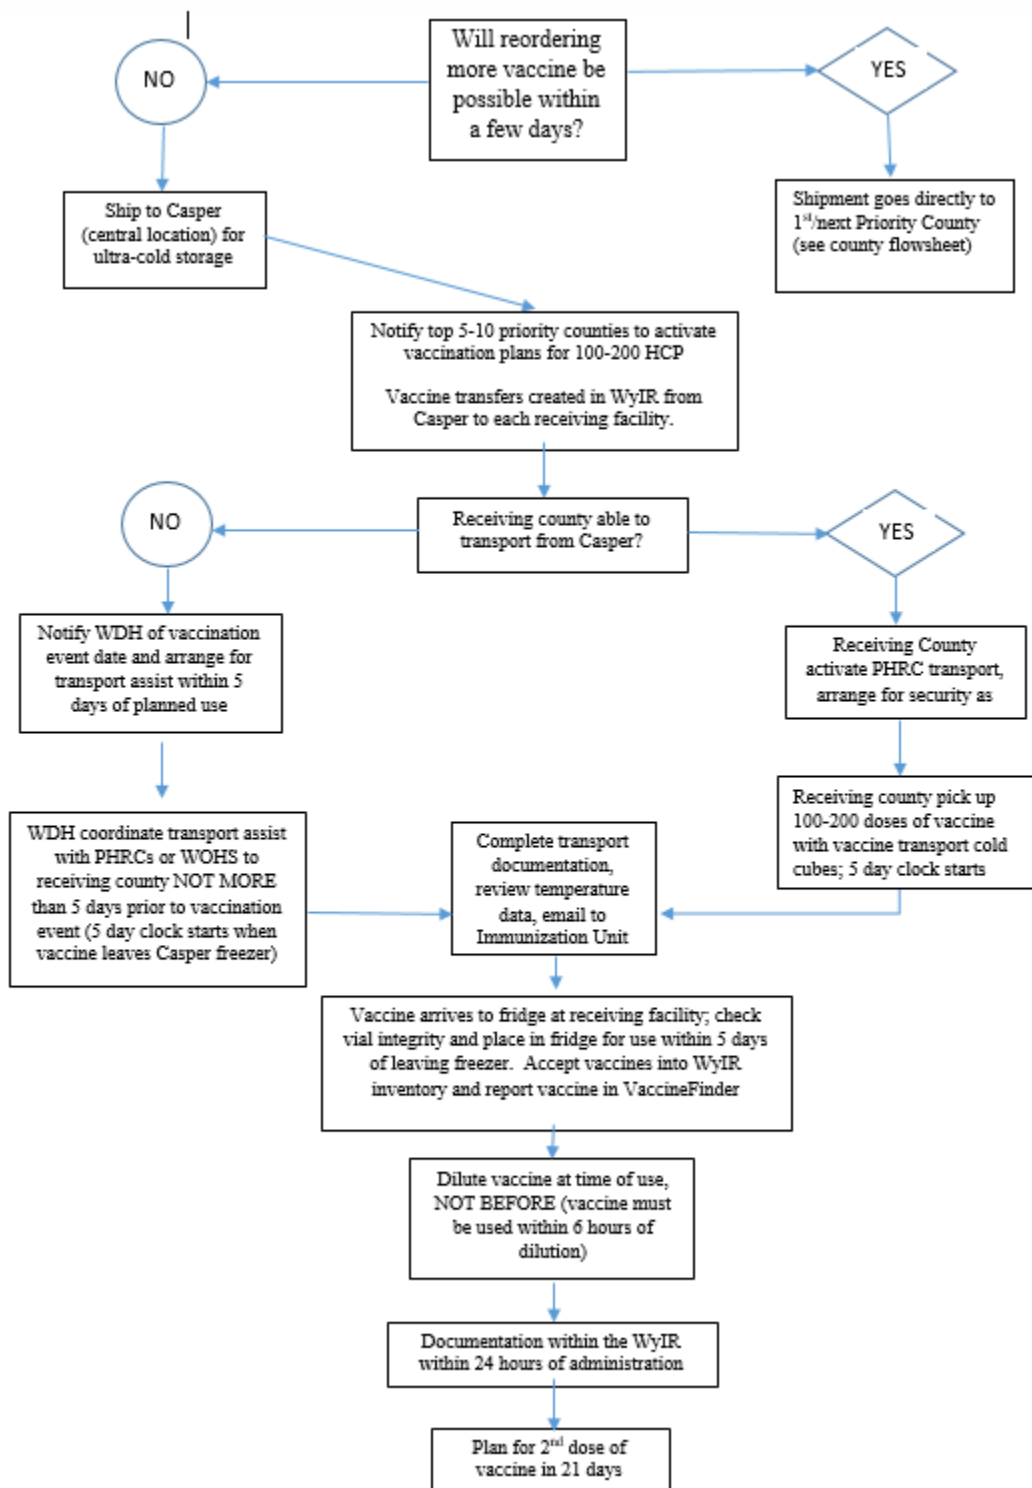 Will reordering
more vaccine be
possible within
a few days?
NO
YES
Ship to Casper
(central location) for
ultra-cold storage
Shipment goes directly to
1st/next Priority County
(see county flowsheet)
Notify top 5-10 priority counties to activate
vaccination plans for 100-200 HCP
Vaccine transfers created in WyIR from
Casper to each receiving facility.
Receiving county able to
transport from Casper?
NO
YES
Notify WDH of vaccination
event date and arrange for
transport assist within 5
days of planned use
Receiving County
activate PHRC transport,
arrange for security as
WDH coordinate transport assist
with PHRCs or WOHS to
receiving county NOT MORE
than 5 days prior to vaccination
event (5 day clock starts when
vaccine leaves Casper freezer)
Receiving county pick up
100-200 doses of vaccine
with vaccine transport cold
cubes; 5 day clock starts
Complete transport
documentation,
review temperature
data, email to
Immunization Unit
Vaccine arrives to fridge at receiving facility; check
vial integrity and place in fridge for use within 5 days
of leaving freezer. Accept vaccines into WyIR
inventory and report vaccine in VaccineFinder
Dilute vaccine at time of use,
NOT BEFORE (vaccine must
be used within 6 hours of
dilution)
Documentation within the WyIR
within 24 hours of administration
Plan for 2nd dose of
vaccine in 21 days